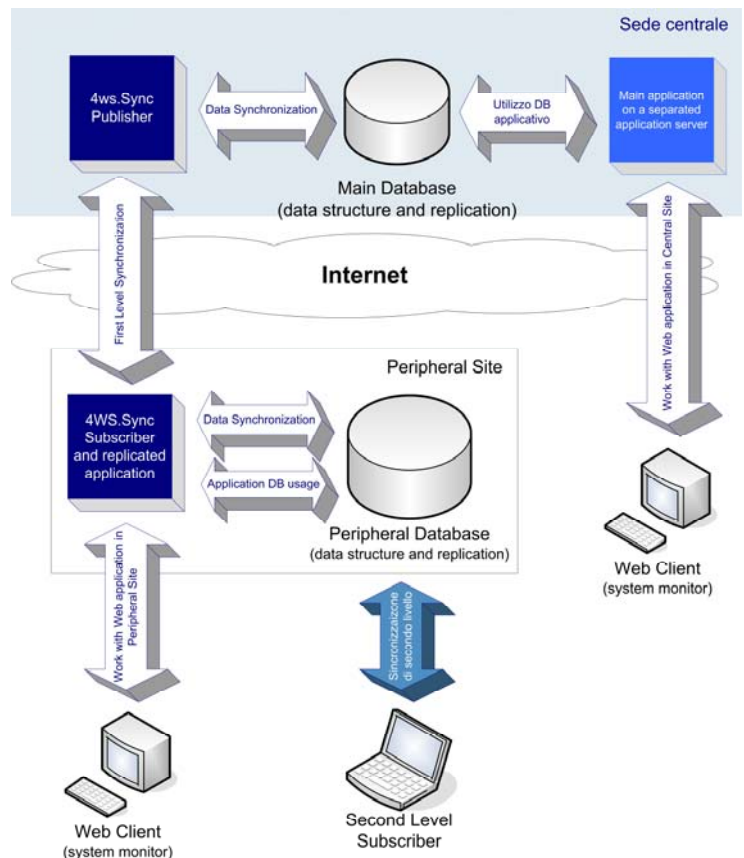 Sede centrale
4ws.Sync
Publisher
Data Synchronization
Utilizzo DB
applicativo
Main application
on a separated
application server
Main Database
(data structure and replication)
Internet
First Level Synchronization
Work with Web application in Central Site
Peripheral Site
4WS.Sync
Subscriber
and replicated
application
Data Synchronization
Application DB usage
Peripheral Database
(data structure and replication)
Web Client
(system monitor)
Work with Web application in
Peripheral Site
Sincronizzaizone
di secondo livello
Web Client
(system monitor)
Second Level
Subscriber